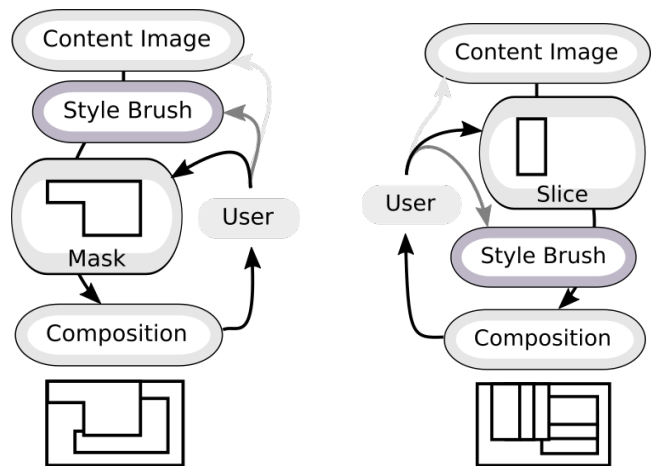 Content Image
Style Brush
Mask
User
Composition
Content Image
Slice
User
Style Brush
Composition